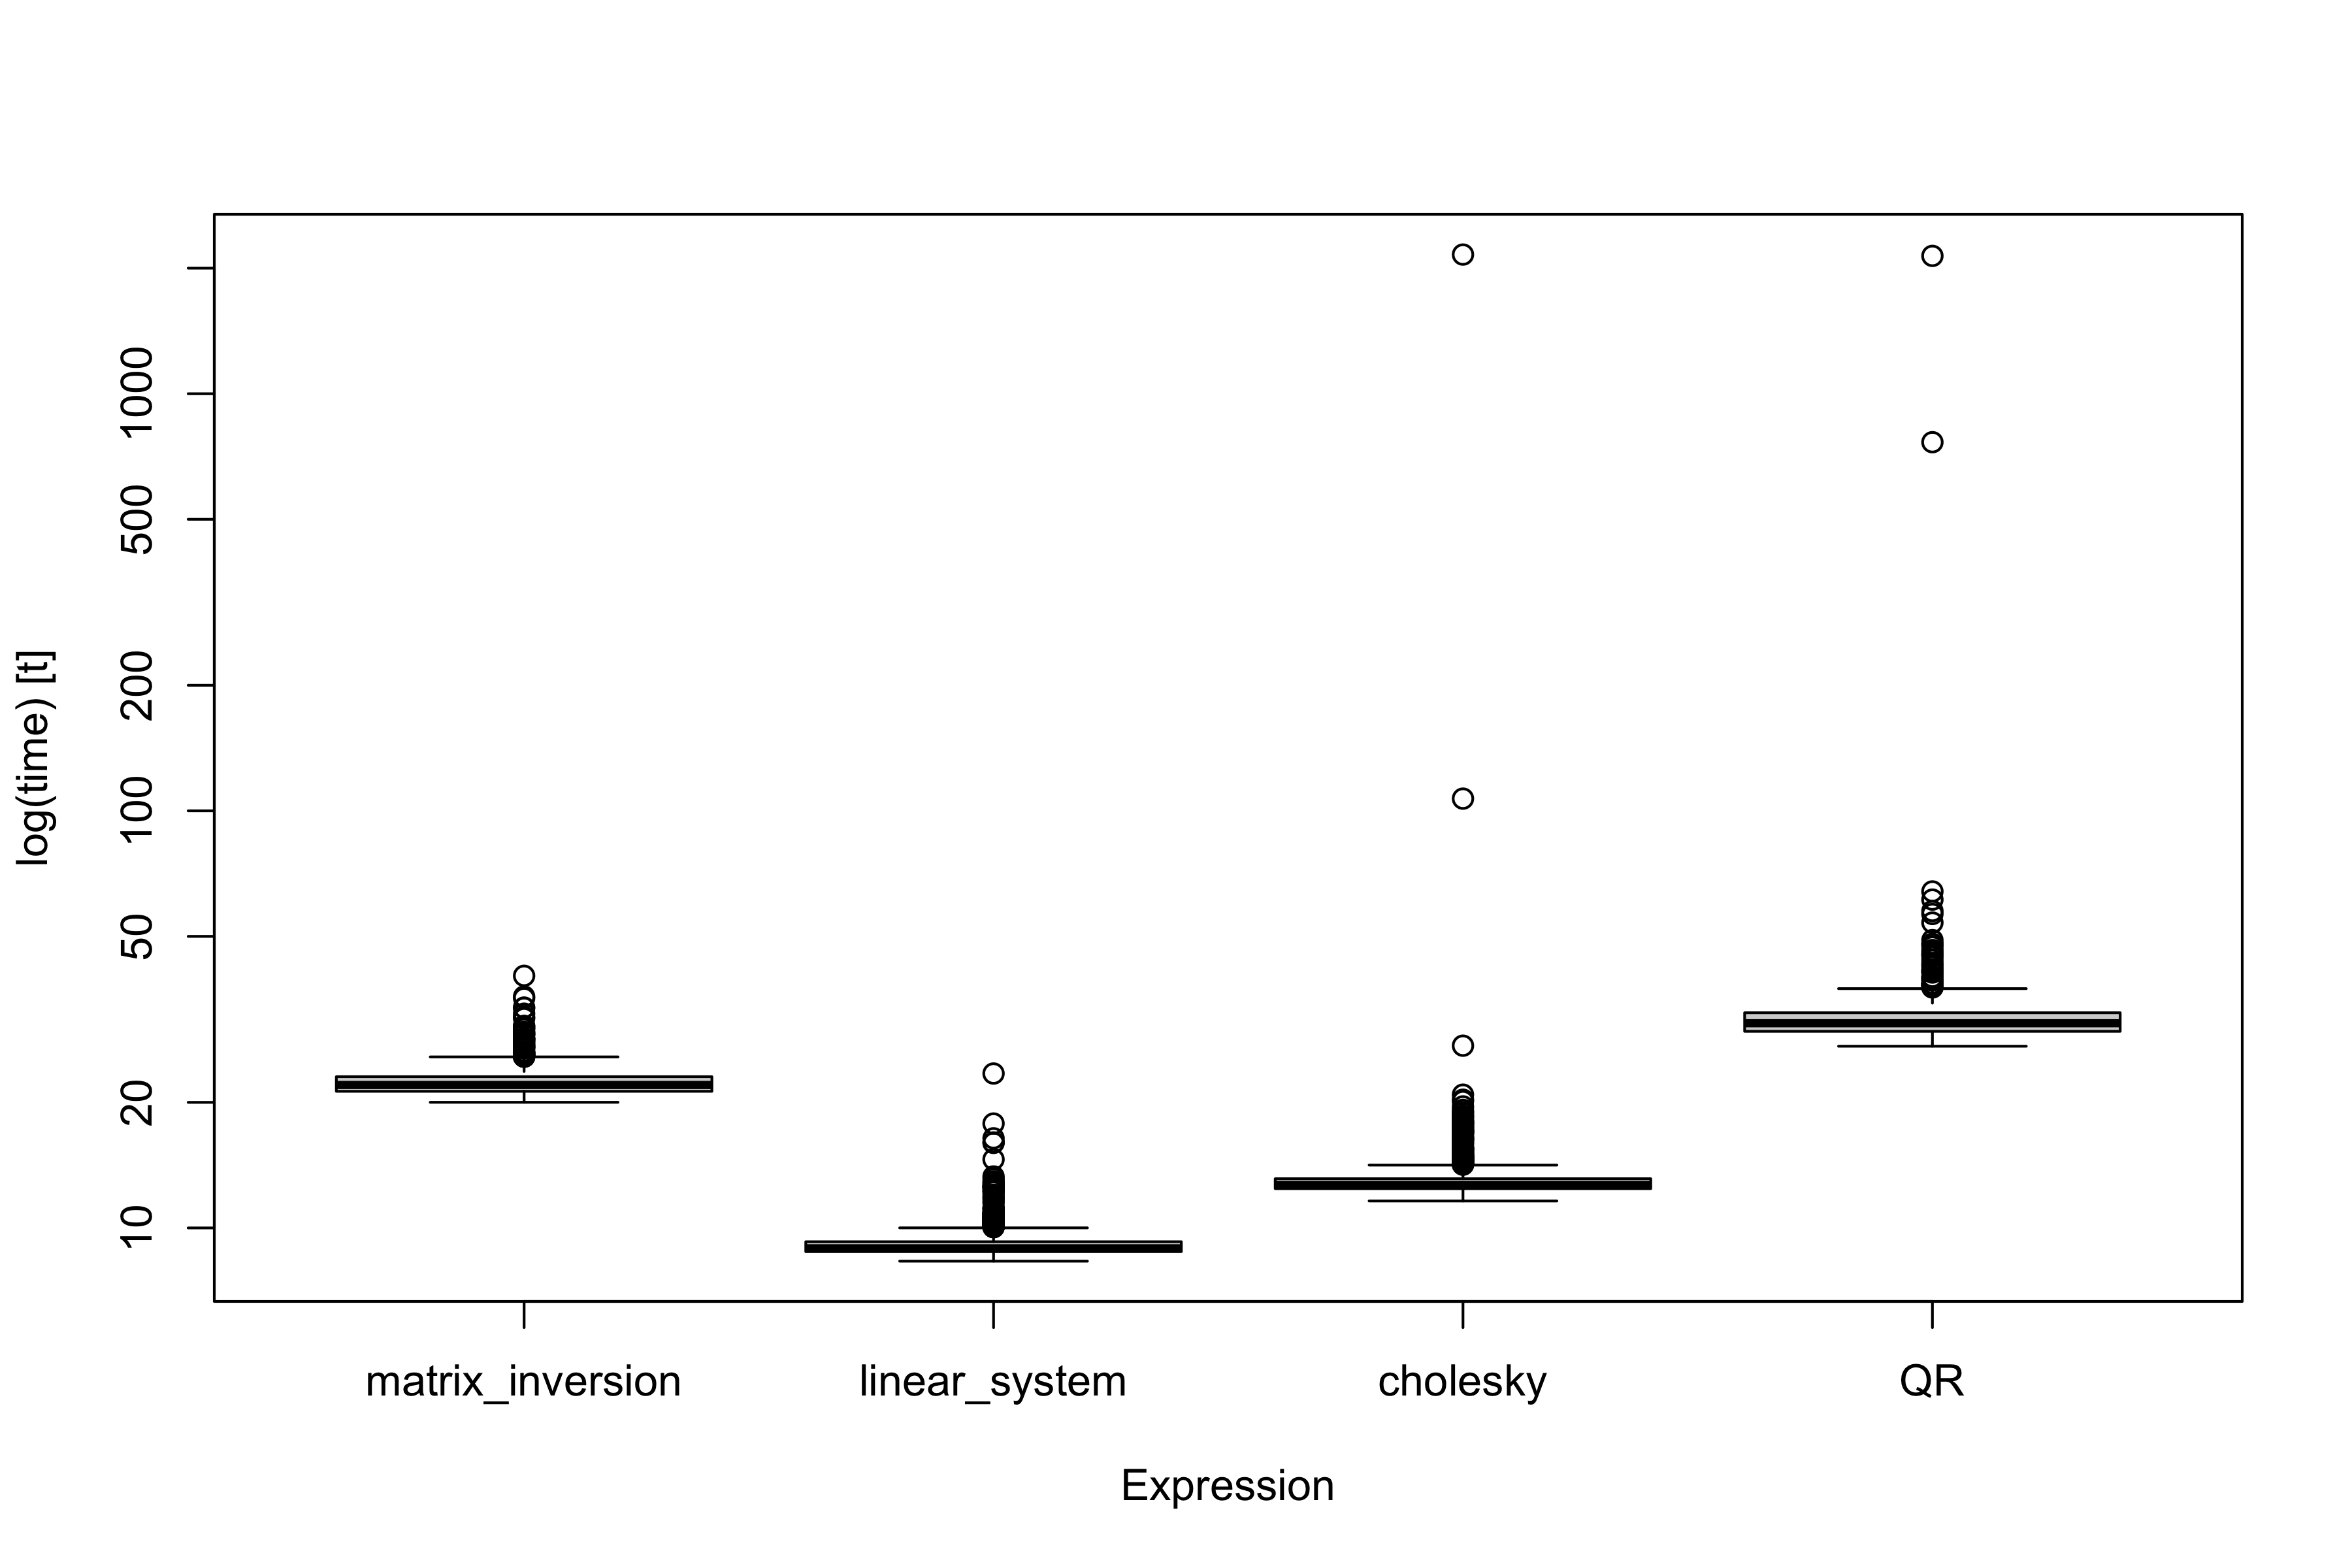 log(time) [t]
1000
500
200
100
50
20
10
matrix_inversion linear_system cholesky QR
Expression